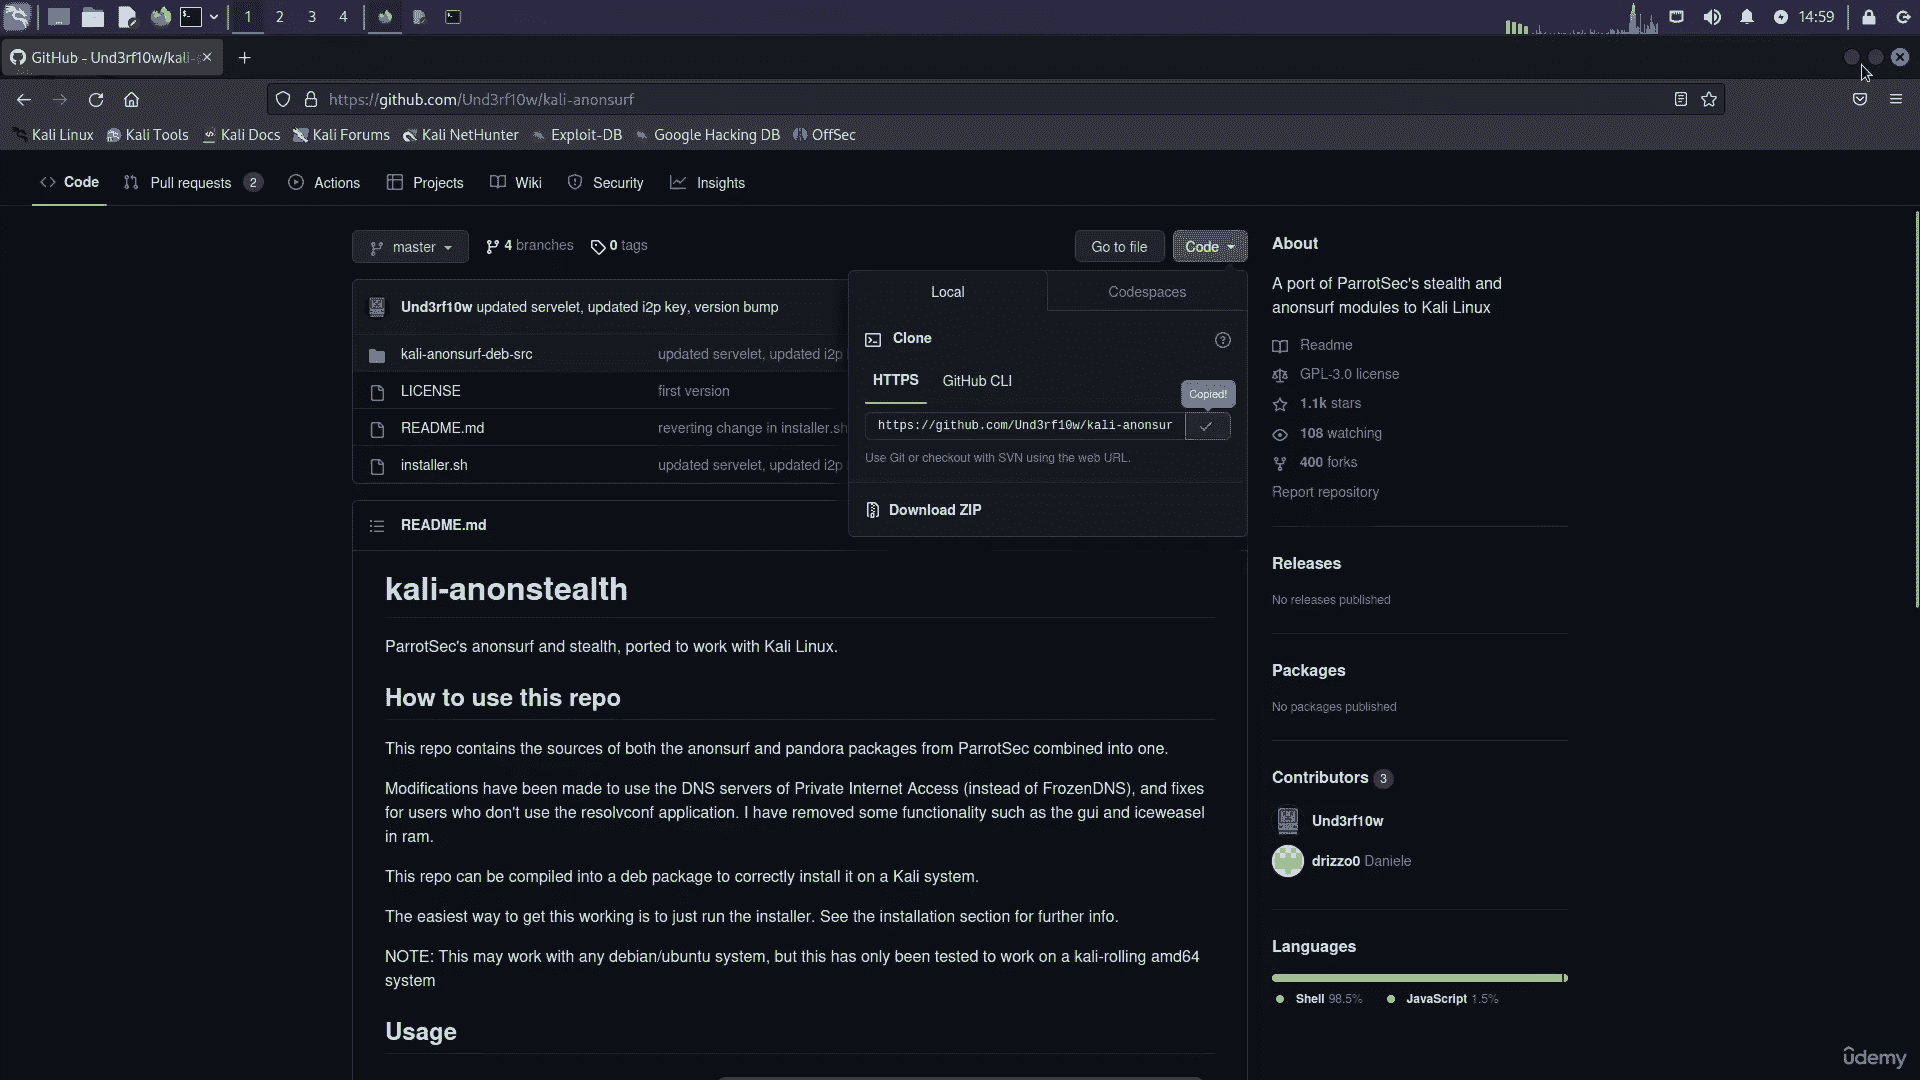 1 2 3 4 14:59
GitHub - Und3rf10w/kali-
https://github.com/Und3rf10w/kali-anonsurf
Kali Linux Kali Tools Kali Docs Kali Forums Kali NetHunter Exploit-DB Google Hacking DB OffSec
Code Pull requests 2 Actions Projects Wiki Security Insights
master 4 branches 0 tags Go to file Code
Und3rf10w updated servelet, updated i2p key, version bump
kali-anonsurf-deb-src updated servelet, updated i2p
LICENSE first version
README.md reverting change in installer.sh
installer.sh updated servelet, updated i2p
Local Codespaces
Clone
HTTPS GitHub CLI
Copied!
https://github.com/Und3rf10w/kali-anonsur
Use Git or checkout with SVN using the web URL.
Download ZIP
README.md
kali-anonstealth
ParrotSec's anonsurf and stealth, ported to work with Kali Linux.
How to use this repo
This repo contains the sources of both the anonsurf and pandora packages from ParrotSec combined into one.
Modifications have been made to use the DNS servers of Private Internet Access (instead of FrozenDNS), and fixes
for users who don't use the resolvconf application. I have removed some functionality such as the gui and iceweasel
in ram.
This repo can be compiled into a deb package to correctly install it on a Kali system.
The easiest way to get this working is to just run the installer. See the installation section for further info.
NOTE: This may work with any debian/ubuntu system, but this has only been tested to work on a kali-rolling amd64
system
Usage
About
A port of ParrotSec's stealth and
anonsurf modules to Kali Linux
Readme
GPL-3.0 license
1.1k stars
108 watching
400 forks
Report repository
Releases
No releases published
Packages
No packages published
Contributors 3
Und3rf10w
drizzo0 Daniele
Languages
Shell 98.5% JavaScript 1.5%
ûdemy